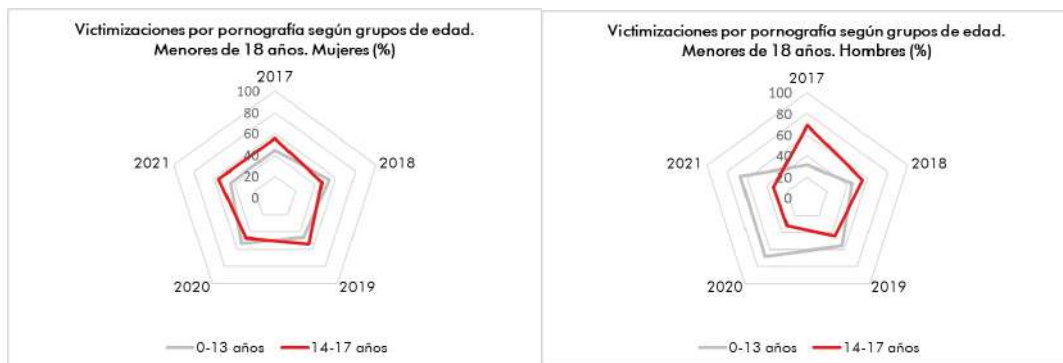 Victimizaciones por pornografía según grupos de edad.
Menores de 18 años. Mujeres (%)
2017
100
80
60
40
20
0
2018
2019
2020
2021
0-13 años
14-17 años
Victimizaciones por pornografía según grupos de edad.
Menores de 18 años. Hombres (%)
2017
100
80
60
40
20
0
2018
2019
2020
2021
0-13 años
14-17 años